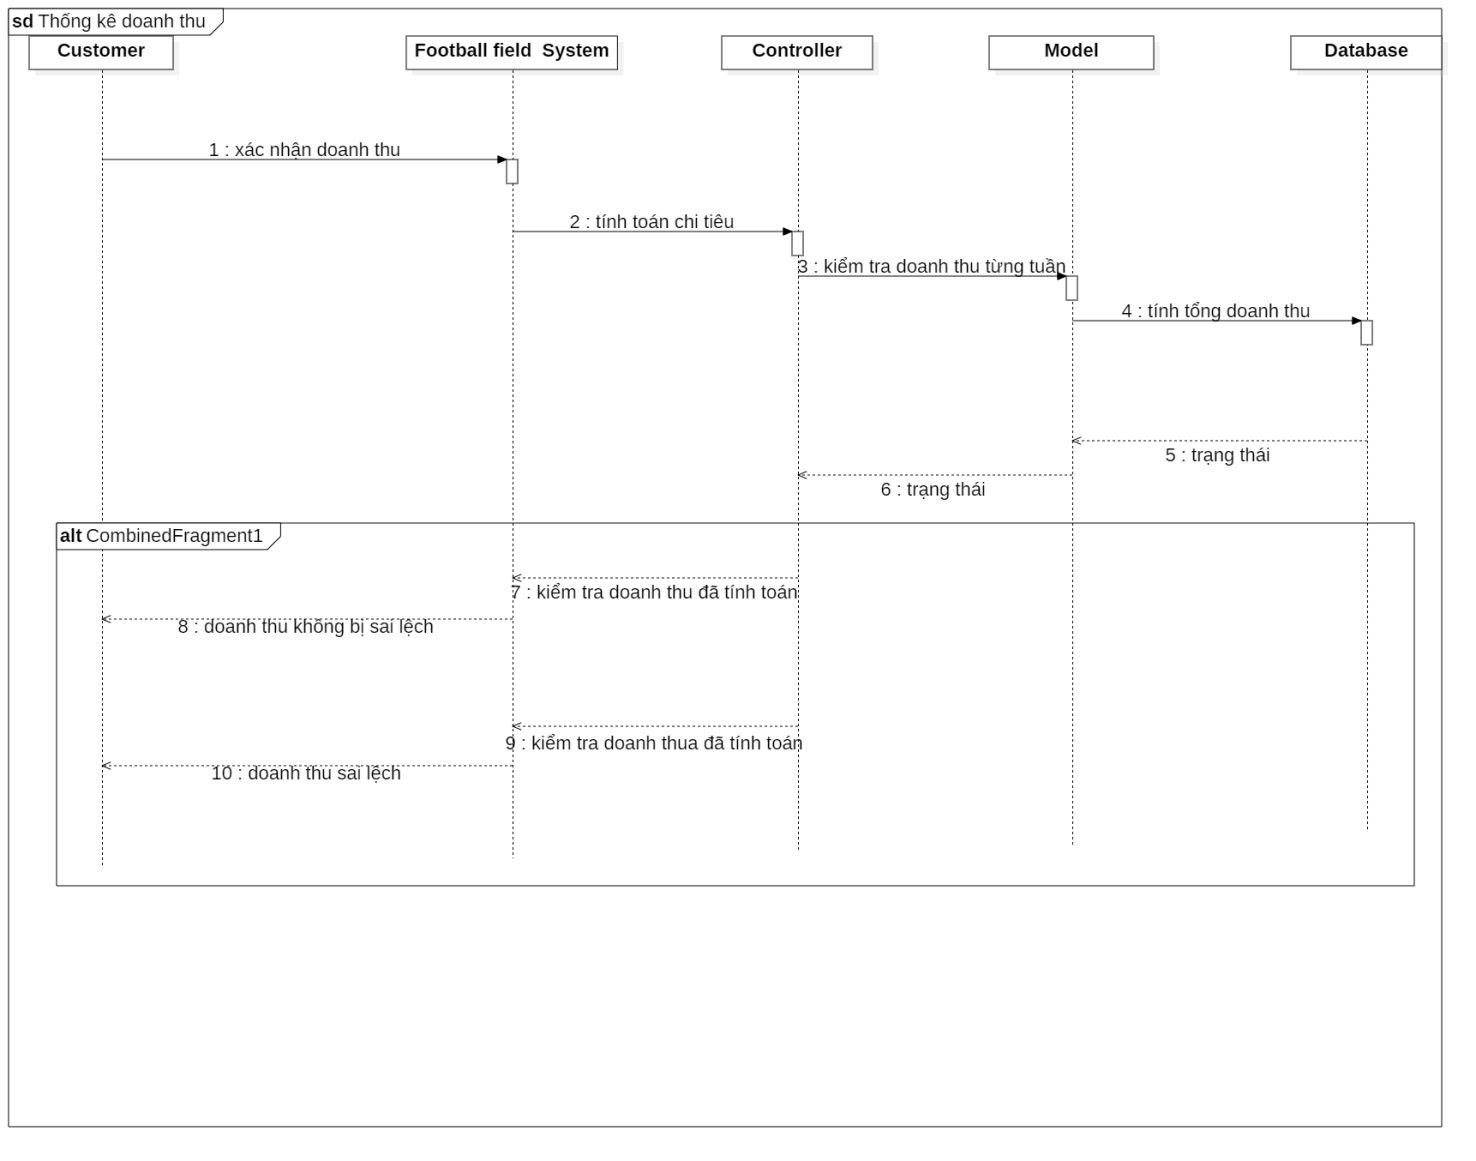 sd Thống kê doanh thu
Customer
Football field System
Controller
Model
Database
1 : xác nhận doanh thu
2 : tính toán chi tiêu
3 : kiểm tra doanh thu từng tuần
4 : tính tổng doanh thu
5 : trạng thái
6 : trạng thái
alt CombinedFragment1
7 : kiểm tra doanh thu đã tính toán
8 : doanh thu không bị sai lệch
9 : kiểm tra doanh thua đã tính toán
10 : doanh thu sai lệch